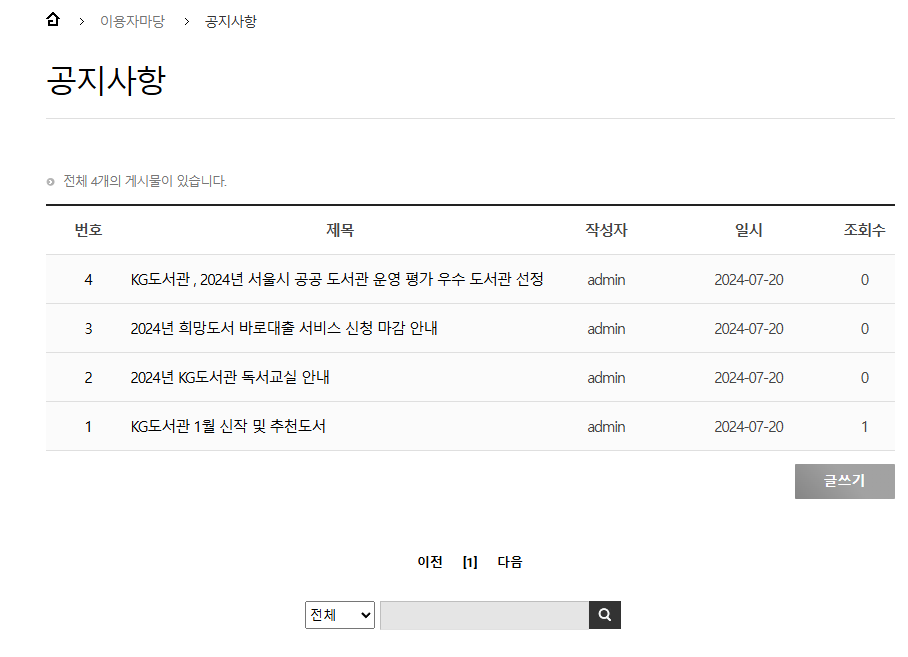 이용자마당 > 공지사항
공지사항
전체 4개의 게시물이 있습니다.
번호 제목 작성자 일시 조회수
4 KG도서관 , 2024년 서울시 공공 도서관 운영 평가 우수 도서관 선정 admin 2024-07-20 0
3 2024년 희망도서 바로대출 서비스 신청 마감 안내 admin 2024-07-20 0
2 2024년 KG도서관 독서교실 안내 admin 2024-07-20 0
1 KG도서관 1월 신작 및 추천도서 admin 2024-07-20 1
글쓰기
이전 [1] 다음
전체